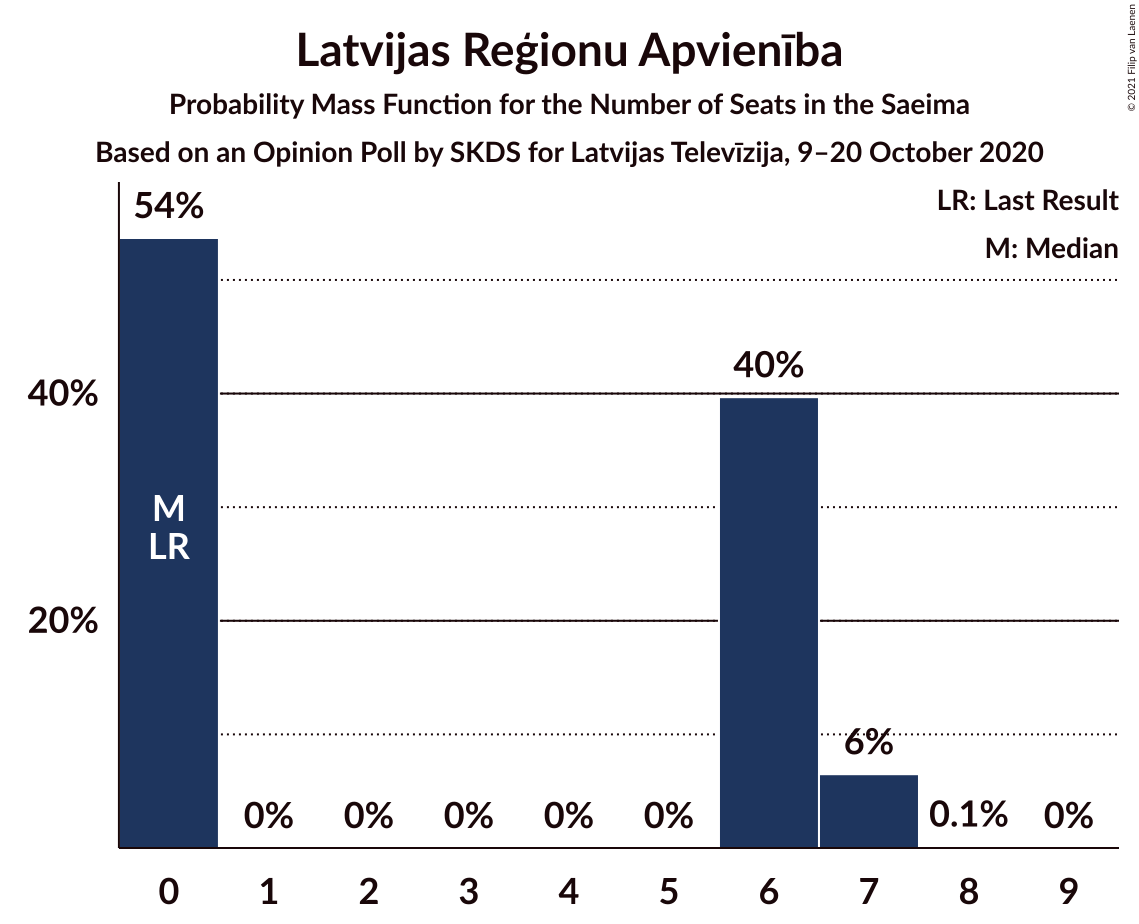 Latvijas Reģionu Apvienība
Probability Mass Function for the Number of Seats in the Saeima
Based on an Opinion Poll by SKDS for Latvijas Televīzija, 9–20 October 2020
© 2021 Filip van Laenen
LR: Last Result
M: Median
54%
40%
40%
M
LR
20%
6%
0% 0% 0% 0% 0% 0.1% 0%
0 1 2 3 4 5 6 7 8 9